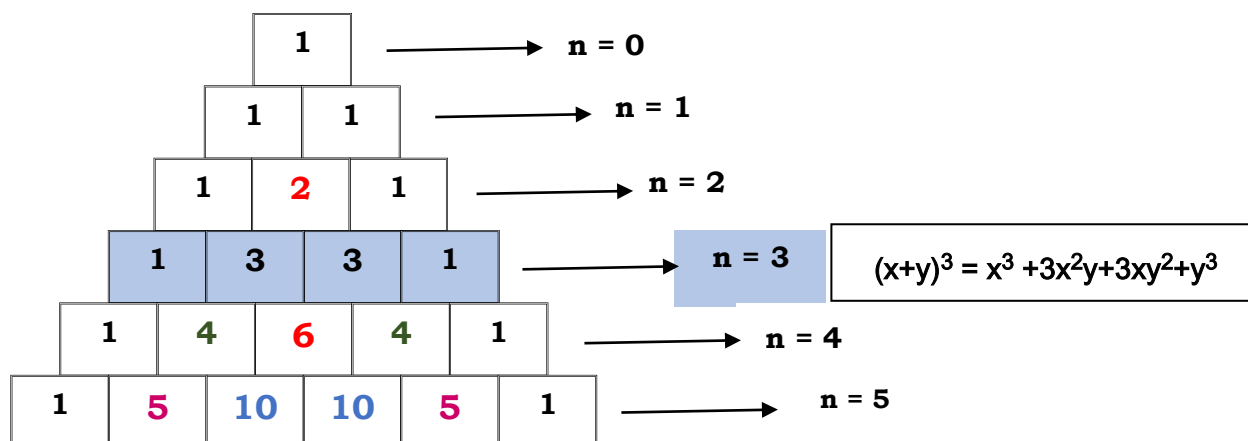 1 n = 0
1 1 n = 1
1 2 1 n = 2
1 3 3 1 n = 3 (x+y)³ = x³ +3x²y+3xy²+y³
1 4 6 4 1 n = 4
1 5 10 10 5 1 n = 5